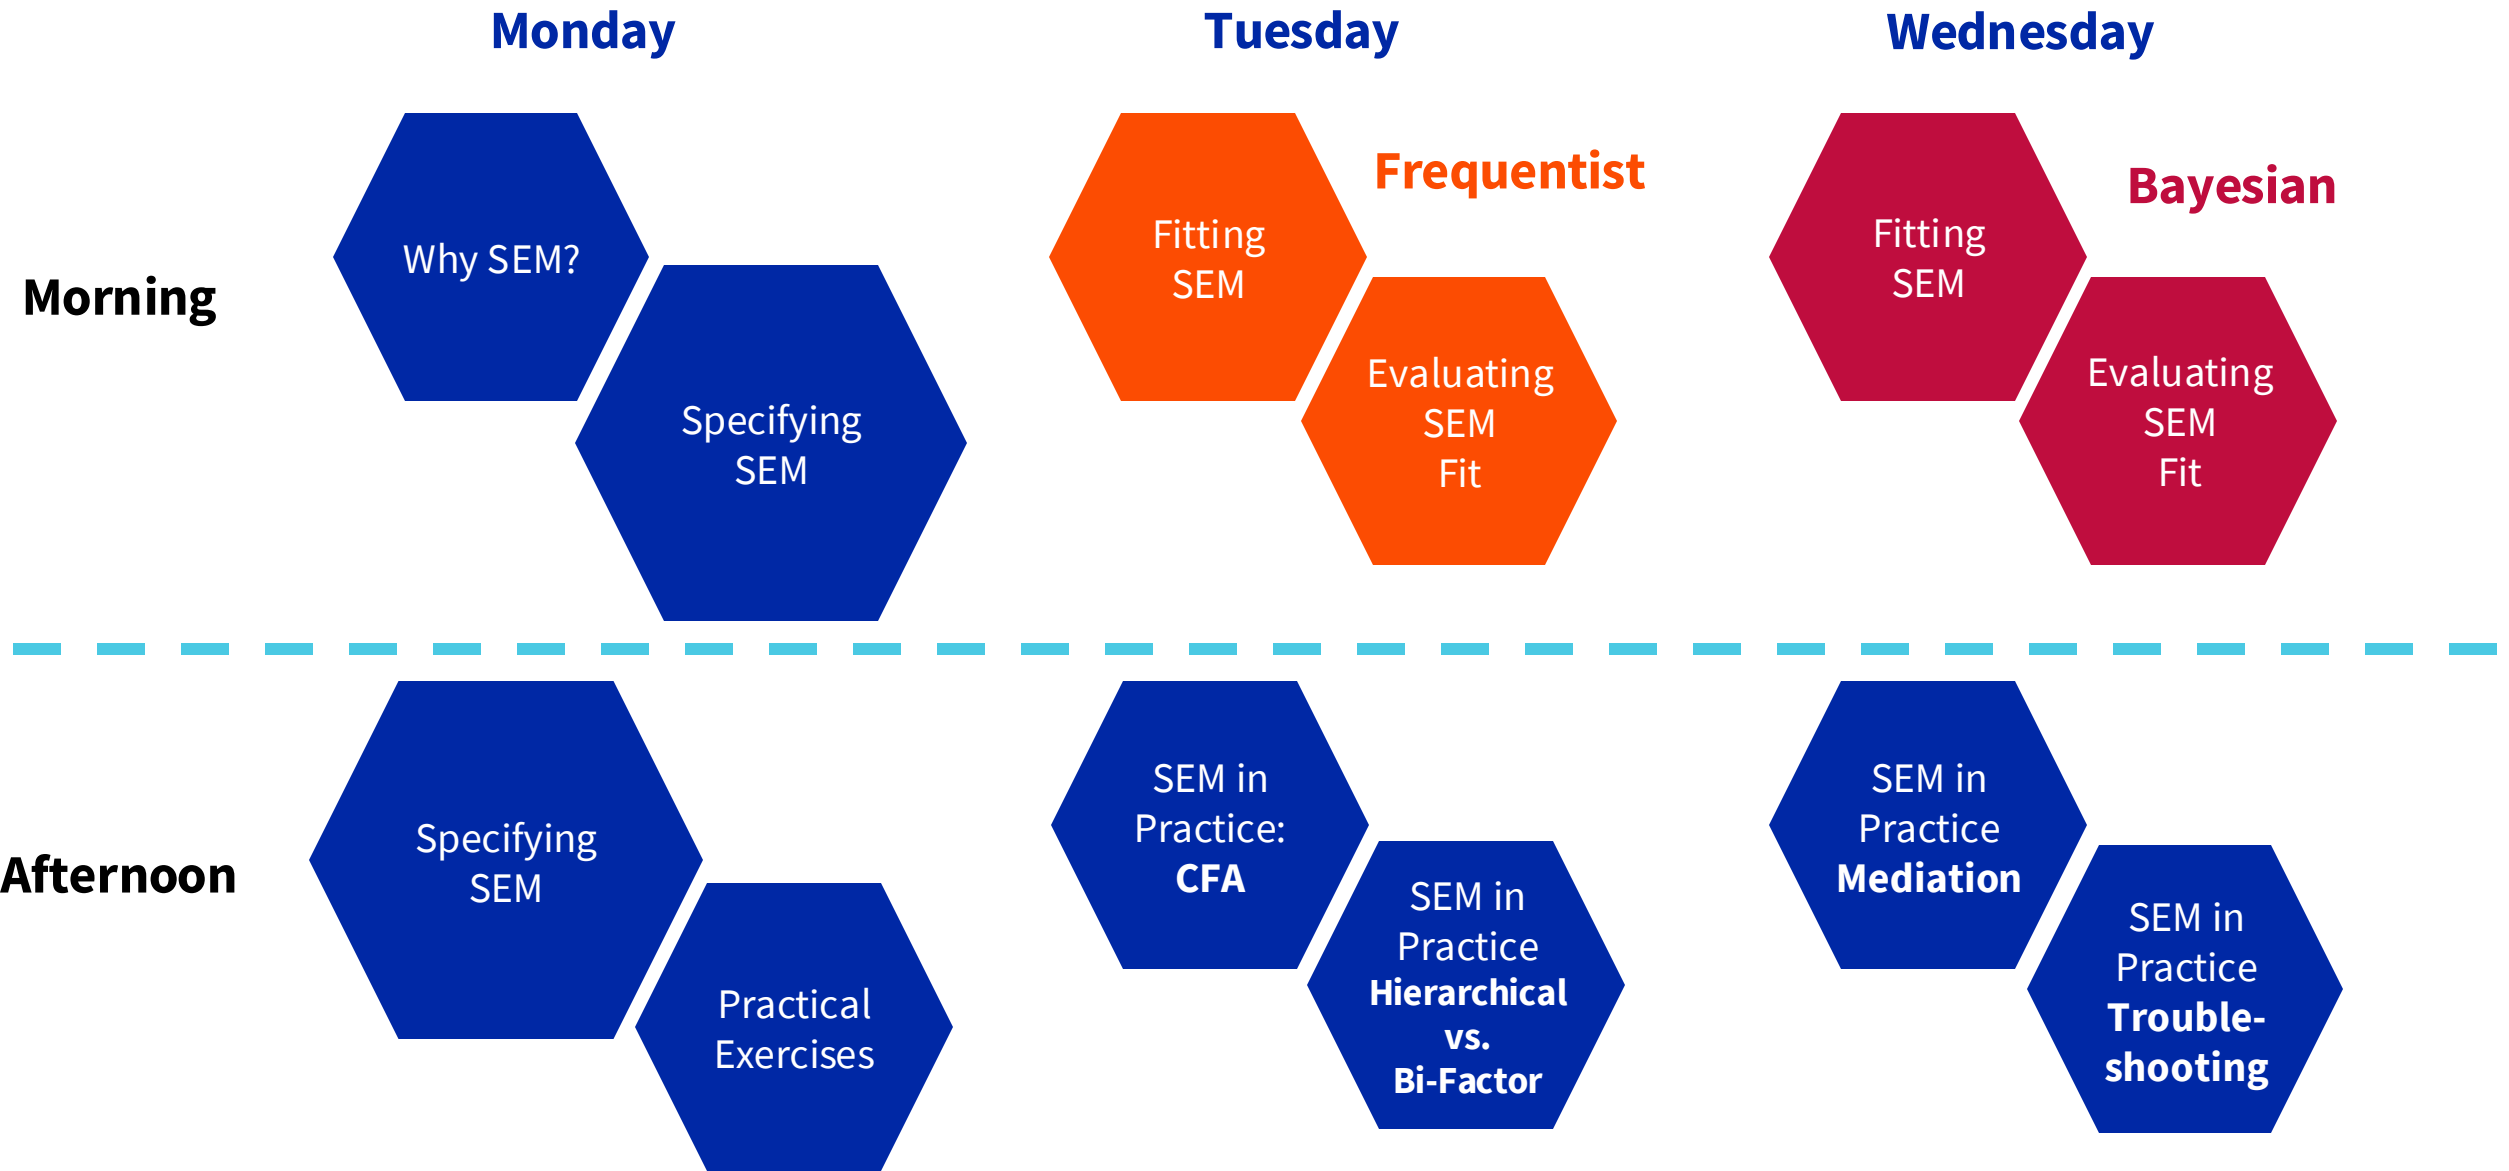 Monday
Tuesday
Wednesday
Morning
Why SEM?
Specifying
SEM
Frequentist
Fitting
SEM
Evaluating
SEM
Fit
Bayesian
Fitting
SEM
Evaluating
SEM
Fit
Afternoon
Specifying
SEM
Practical
Exercises
SEM in
Practice:
CFA
SEM in
Practice
Hierarchical
vs.
Bi-Factor
SEM in
Practice
Mediation
SEM in
Practice
Trouble-
shooting